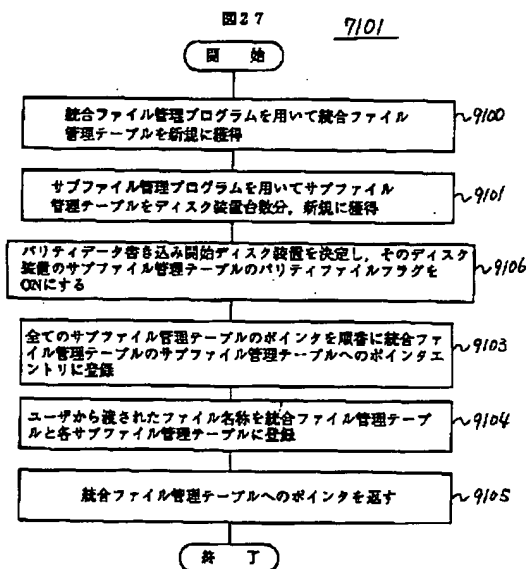 図27
7101
開 始
統合ファイル管理プログラムを用いて統合ファイル
管理テーブルを新規に獲得
~9100
サブファイル管理プログラムを用いてサブファイル
管理テーブルをディスク装置台数分,新規に獲得
~9101
パリティデータ書き込み開始ディスク装置を決定し,そのディスク
装置のサブファイル管理テーブルのパリティファイルフラグを
ONにする
~9106
全てのサブファイル管理テーブルのポインタを順番に統合ファ
イル管理テーブルのサブファイル管理テーブルへのポインタエ
ントリに登録
~9103
ユーザから渡されたファイル名称を統合ファイル管理テーブ
ルと各サブファイル管理テーブルに登録
~9104
統合ファイル管理テーブルへのポインタを返す
~9105
終 了